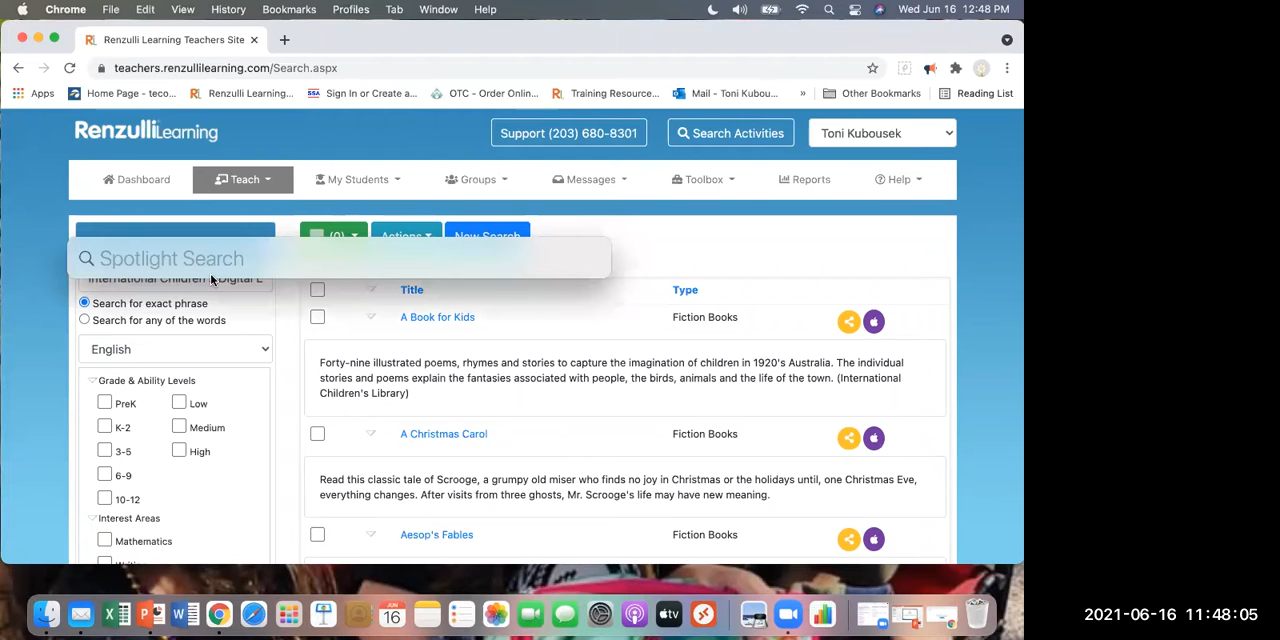 Chrome File Edit View History Bookmarks Profiles Tab Window Help Wed Jun 16 12:48 PM
Renzulli Learning Teachers Site
teachers.renzullilearning.com/Search.aspx
Apps Home Page - teco... Renzulli Learning... SSA Sign In or Create a... OTC - Order Onlin... Training Resource... Mail - Toni Kubou... » Other Bookmarks Reading List
RenzulliLearning Support (203) 680-8301 Search Activities Toni Kubousek
Dashboard Teach My Students Groups Messages Toolbox Reports Help
(0) Actions New Search
Spotlight Search
Title Type
Search for exact phrase
Search for any of the words
English
Grade & Ability Levels
PreK Low
K-2 Medium
3-5 High
6-9
10-12
Interest Areas
Mathematics
A Book for Kids Fiction Books
Forty-nine illustrated poems, rhymes and stories to capture the imagination of children in 1920's Australia. The individual
stories and poems explain the fantasies associated with people, the birds, animals and the life of the town. (International
Children's Library)
A Christmas Carol Fiction Books
Read this classic tale of Scrooge, a grumpy old miser who finds no joy in Christmas or the holidays until, one Christmas Eve,
everything changes. After visits from three ghosts, Mr. Scrooge's life may have new meaning.
Aesop's Fables Fiction Books
JUN
16
tv
2021-06-16 11:48:05